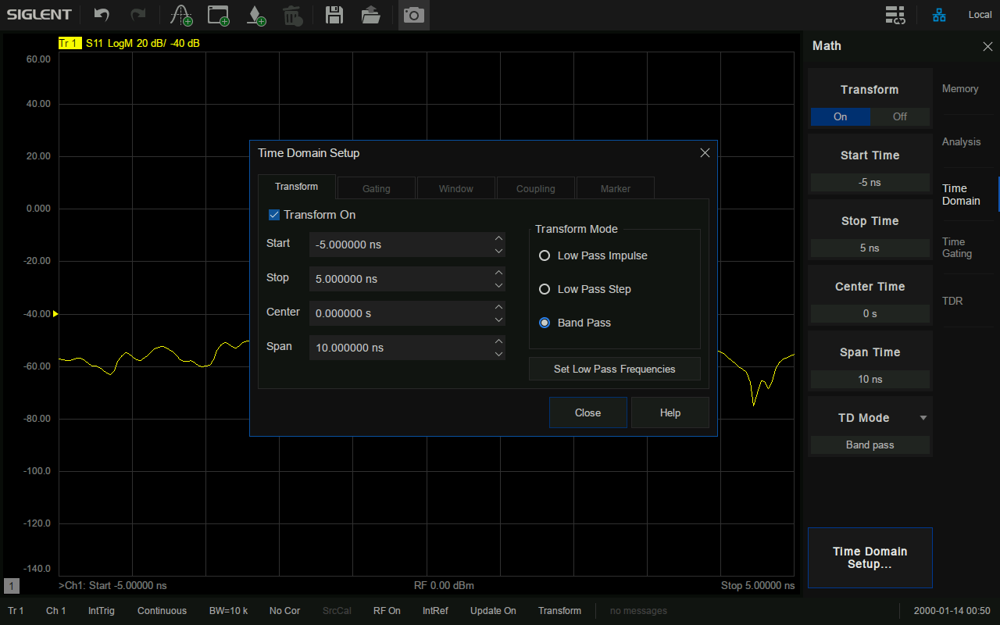 SIGLENT
Local
Tr 1 S11 LogM 20 dB/ -40 dB
60.00
40.00
20.00
0.000
-20.00
-40.00
-60.00
-80.00
-100.0
-120.0
-140.0
Time Domain Setup
Transform Gating Window Coupling Marker
Transform On
Start -5.000000 ns
Stop 5.000000 ns
Center 0.000000 s
Span 10.000000 ns
Transform Mode
Low Pass Impulse
Low Pass Step
Band Pass
Set Low Pass Frequencies
Close Help
1 >Ch1: Start -5.00000 ns RF 0.00 dBm Stop 5.00000 ns
Math
Transform
On Off
Start Time
-5 ns
Stop Time
5 ns
Center Time
0 s
Span Time
10 ns
TD Mode
Band pass
Time Domain
Setup...
Memory
Analysis
Time
Domain
Time
Gating
TDR
Tr 1 Ch 1 IntTrig Continuous BW=10 k No Cor SrcCal RF On IntRef Update On Transform no messages 2000-01-14 00:50